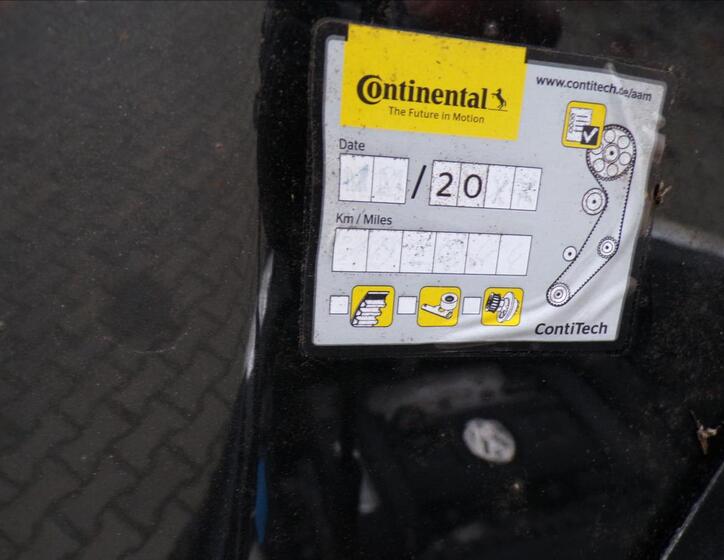 Continental
The Future in Motion
www.contitech.de/aam
Date
/20
Km / Miles
ContiTech